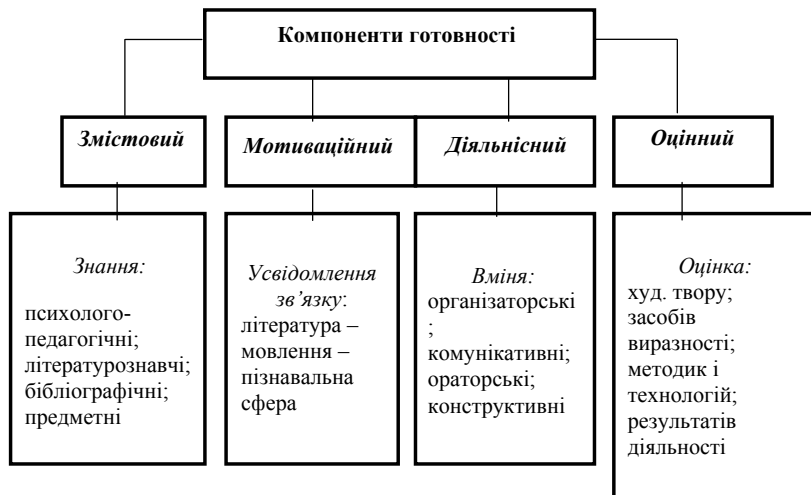 Компоненти готовності
Змістовий
Мотиваційний
Діяльнісний
Оцінний
Знання:
психолого-
педагогічні;
літературознавчі;
бібліографічні;
предметні
Усвідомлення
зв’язку:
література –
мовлення –
пізнавальна
сфера
Вміня:
організаторські
;
комунікативні;
ораторські;
конструктивні
Оцінка:
худ. твору;
засобів
виразності;
методик і
технологій;
результатів
діяльності